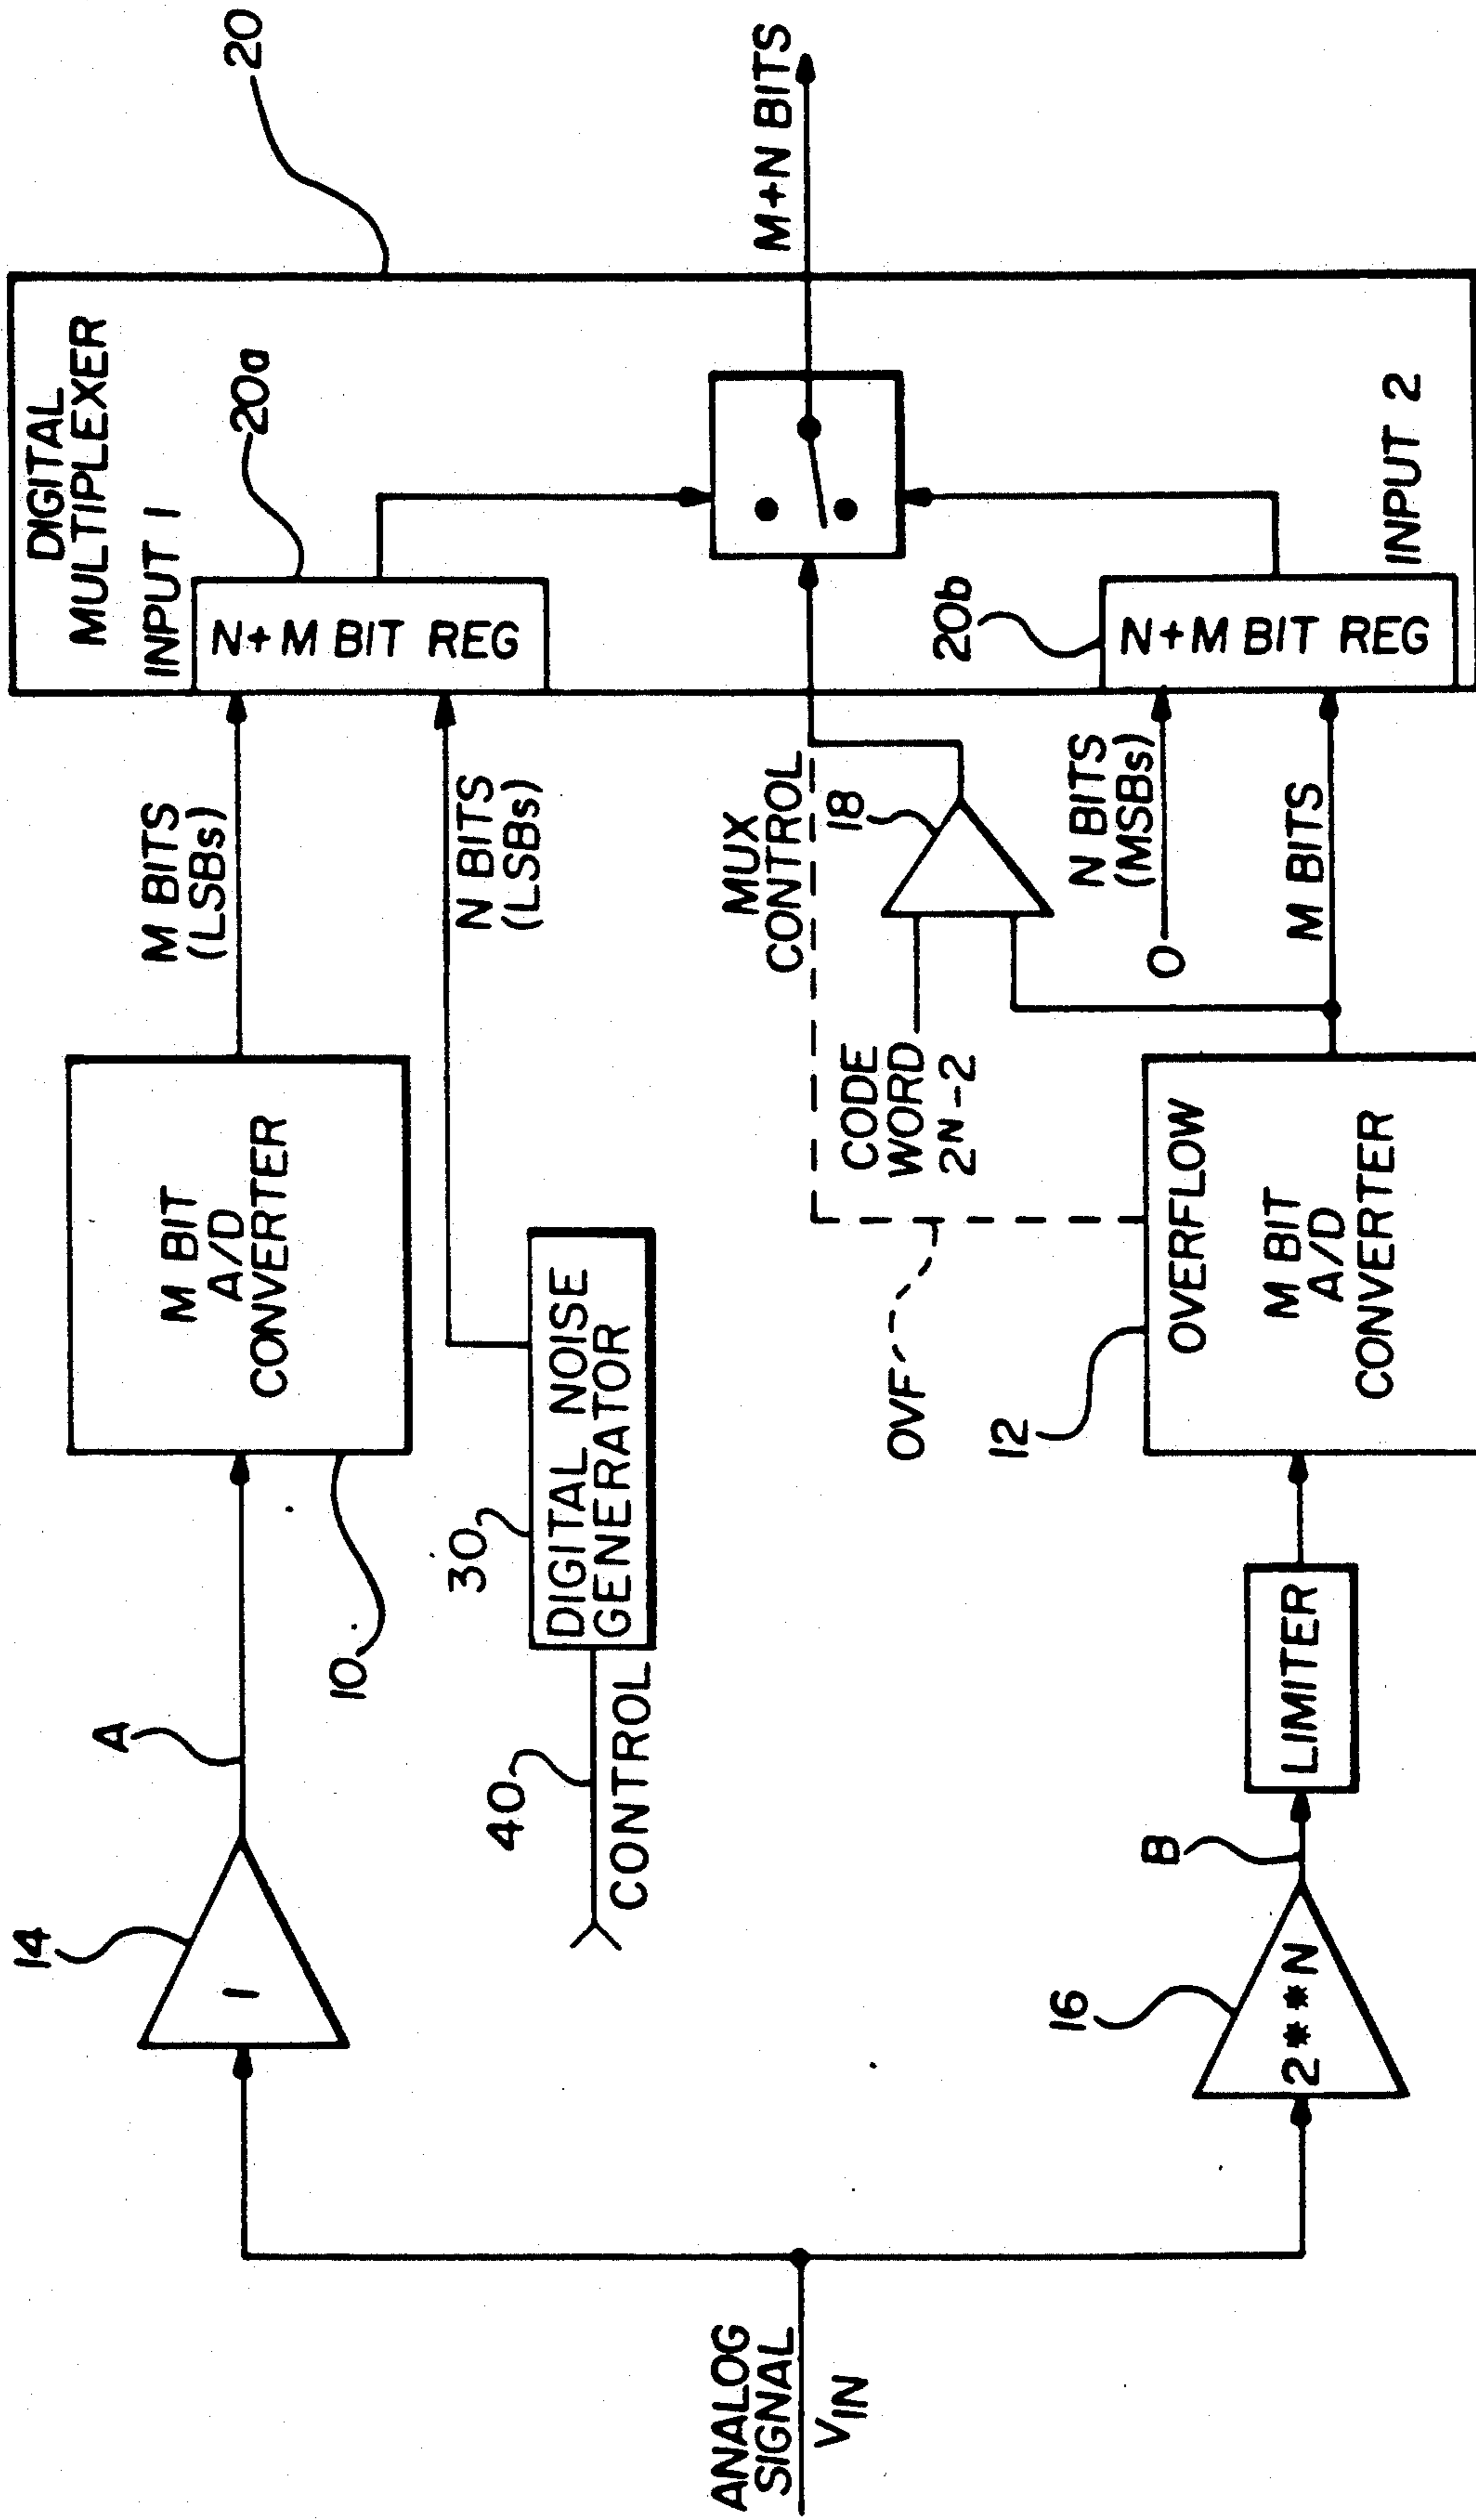 DIGITAL
MULTIPLEXER
INPUT 1
20
20a
N+M BIT REG
M BITS
(LSBs)
N BITS
(LSBs)
M BIT
A/D
CONVERTER
10
A
14
1
DIGITAL NOISE
GENERATOR
30
40
CONTROL
M+N BITS
MUX
CONTROL
18
CODE
WORD
2N-2
OVF
ANALOG
SIGNAL
VIN
20b
N+M BIT REG
INPUT 2
N BITS
(MSBs)
0
M BITS
OVERFLOW
M BIT
A/D
CONVERTER
12
LIMITER
B
16
2**N